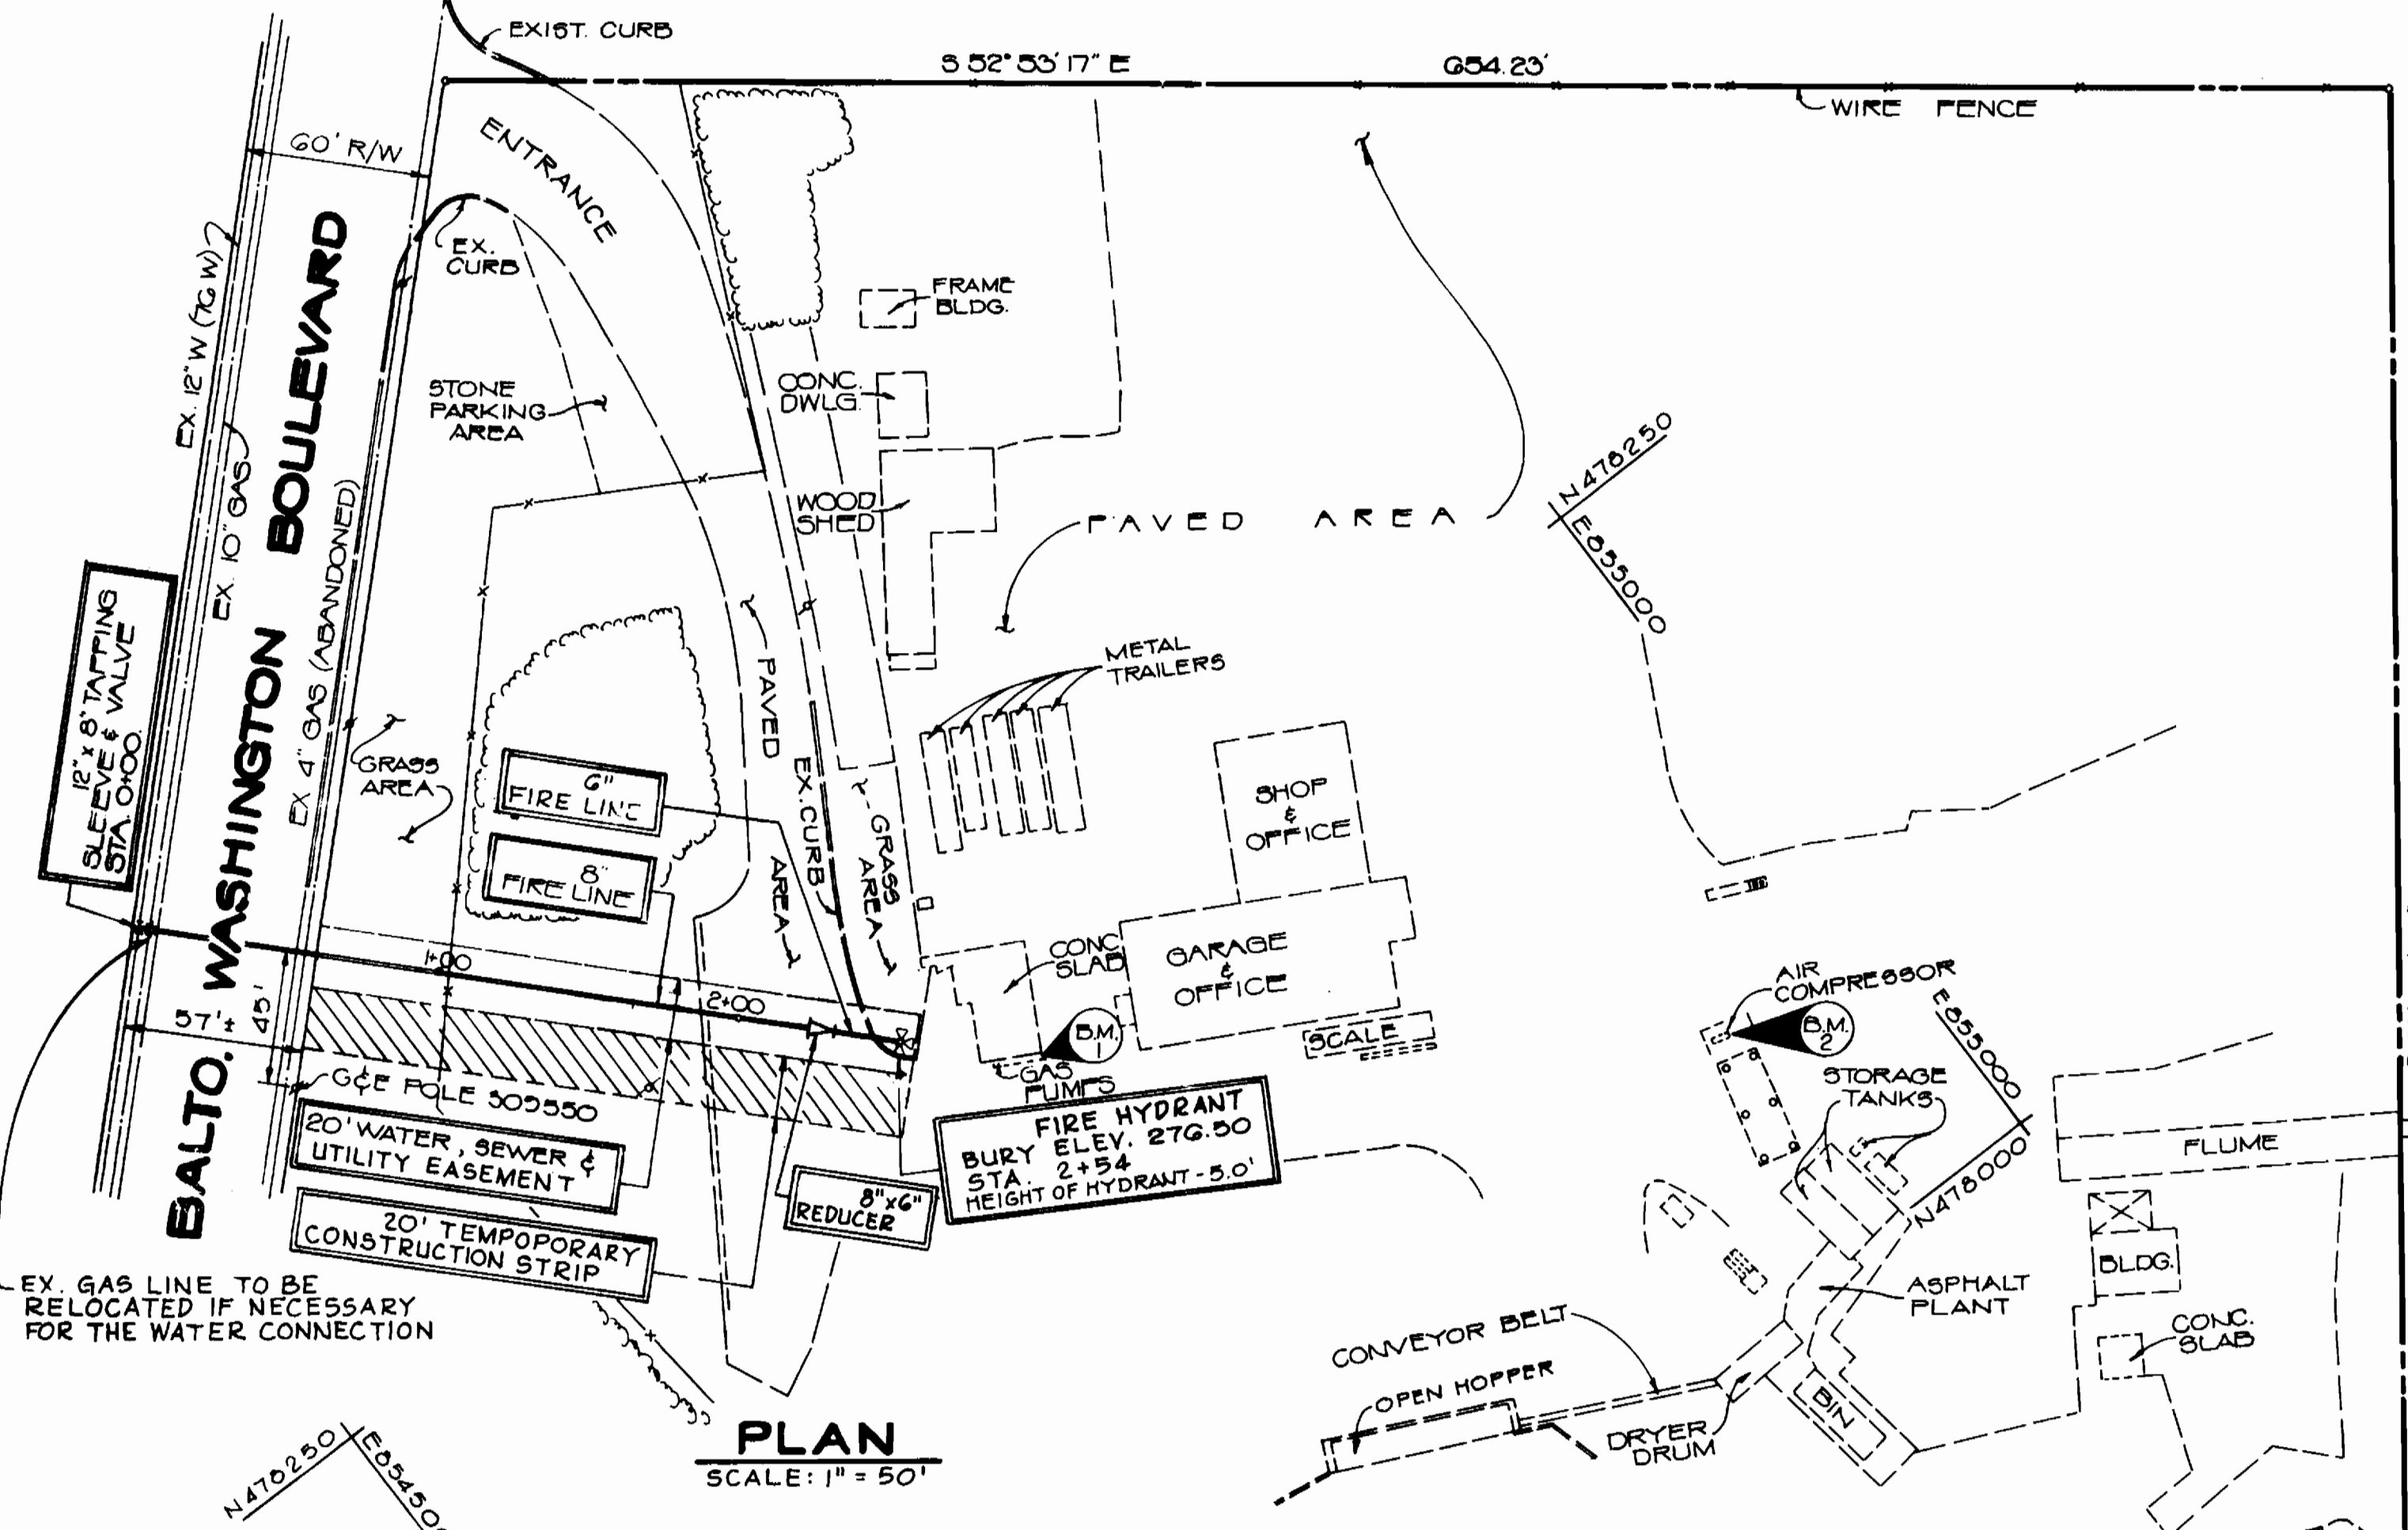 EXIST. CURB
S 52° 53' 17" E
654.23'
WIRE FENCE
60' R/W
ENTRANCE
EX.
CURB
FRAME
BLDG.
EX. 12" W (76 W)
EX. 10" GAS
BALTO. WASHINGTON BOULEVARD
EX 4" GAS (ABANDONED)
STONE
PARKING
AREA
CONC.
DWLG.
WOOD
SHED
PAVED AREA
N 478250
E855000
12" x 8" TAPPING
SLEEVE & VALVE
STA. 0+00
METAL
TRAILERS
PAVED
AREA
EX. CURB
GRASS
AREA
GRASS
AREA
6"
FIRE LINE
8"
FIRE LINE
SHOP
&
OFFICE
GARAGE
&
OFFICE
CONC
SLAB
1+00
2+00
57'±
45'
B.M.
1
SCALE
GAS
PUMPS
AIR
COMPRESSOR
B.M.
2
E855000
N478000
STORAGE
TANKS
FLUME
G&E POLE 305550
20' WATER, SEWER &
UTILITY EASEMENT
20' TEMPOPORARY
CONSTRUCTION STRIP
8"x6"
REDUCER
FIRE HYDRANT
BURY ELEV. 276.50
STA. 2+54
HEIGHT OF HYDRANT - 5.0'
BLDG.
ASPHALT
PLANT
CONC.
SLAB
EX. GAS LINE TO BE
RELOCATED IF NECESSARY
FOR THE WATER CONNECTION
CONVEYOR BELT
OPEN HOPPER
DRYER
DRUM
BIN
PLAN
SCALE: 1" = 50'
N478250